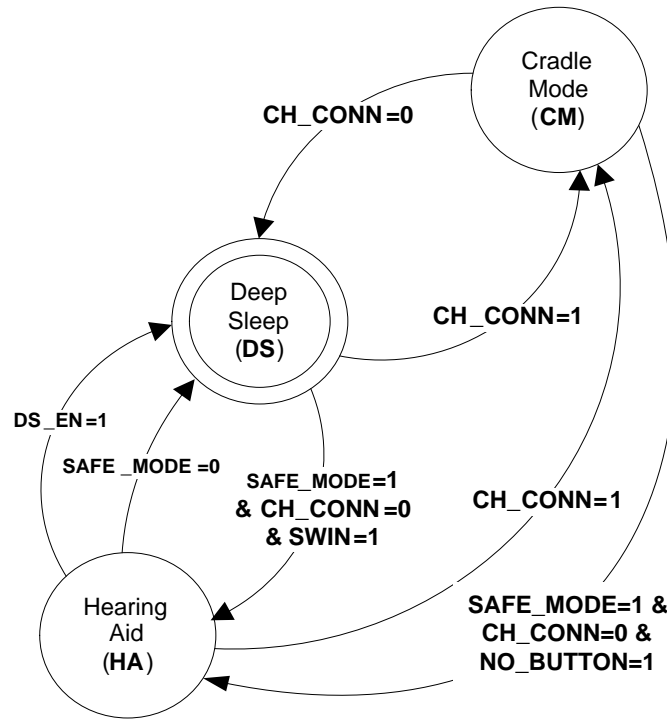 Cradle
Mode
(CM)
CH_CONN=0
Deep
Sleep
(DS)
CH_CONN=1
DS_EN=1
SAFE_MODE=0
SAFE_MODE=1
& CH_CONN=0
& SWIN=1
CH_CONN=1
Hearing
Aid
(HA)
SAFE_MODE=1 &
CH_CONN=0 &
NO_BUTTON=1